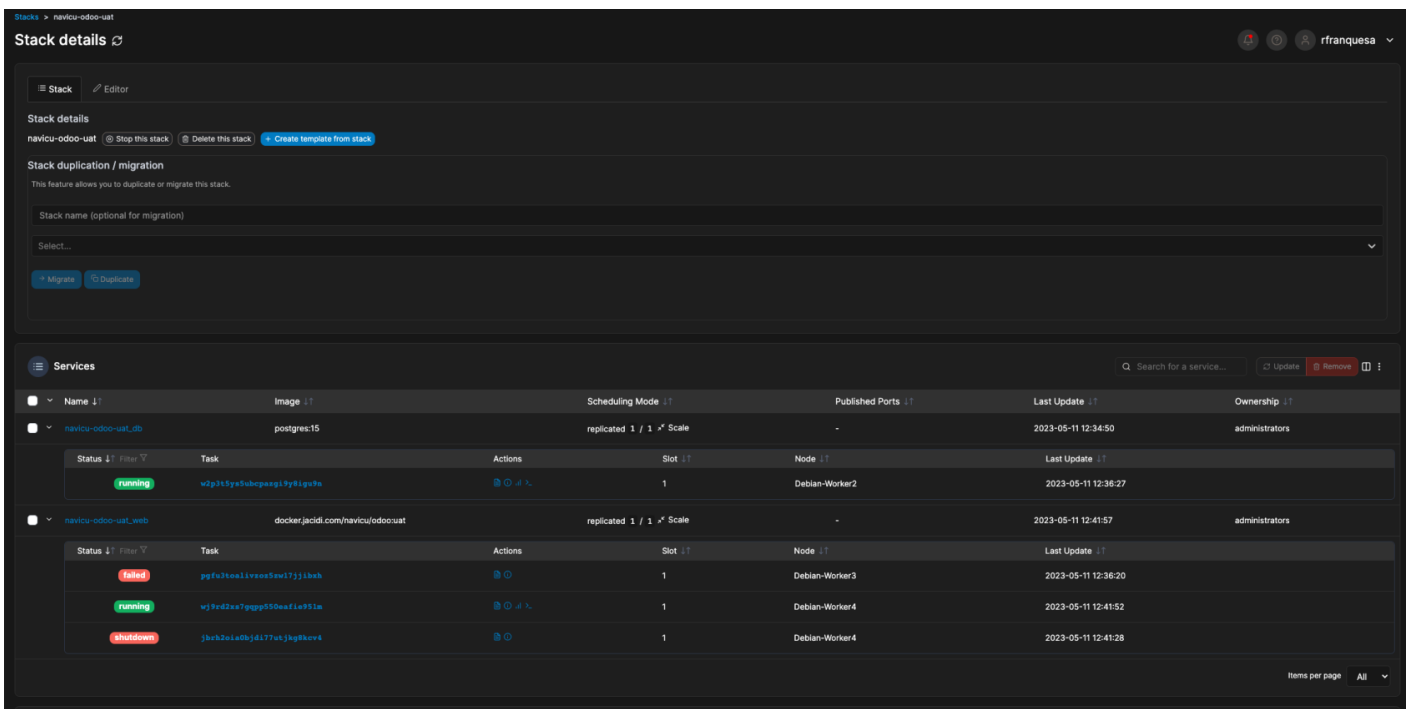 Stacks > navicu-odoo-uat
Stack details
rfranquesa
Stack
Editor
Stack details
navicu-odoo-uat Stop this stack Delete this stack + Create template from stack
Stack duplication / migration
This feature allows you to duplicate or migrate this stack.
Stack name (optional for migration)
Select...
Migrate Duplicate
Services
Search for a service...
Update Remove
Name Image Scheduling Mode Published Ports Last Update Ownership
navicu-odoo-uat_db postgres:15 replicated 1 / 1 Scale - 2023-05-11 12:34:50 administrators
Status Filter Task Actions Slot Node Last Update
running 1 Debian-Worker2 2023-05-11 12:36:27
navicu-odoo-uat_web docker.jacidi.com/navicu/odoo:uat replicated 1 / 1 Scale - 2023-05-11 12:41:57 administrators
Status Filter Task Actions Slot Node Last Update
failed 1 Debian-Worker3 2023-05-11 12:36:20
running 1 Debian-Worker4 2023-05-11 12:41:52
shutdown 1 Debian-Worker4 2023-05-11 12:41:28
Items per page All